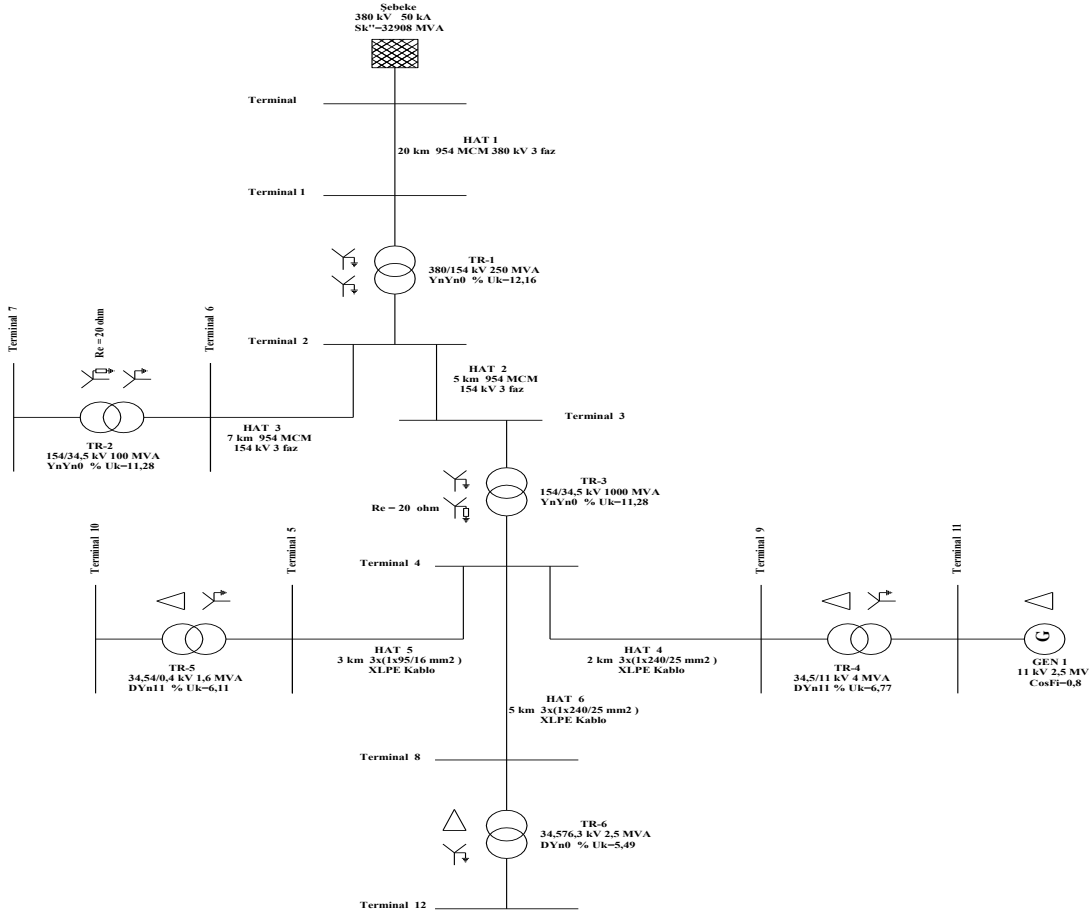 Şebeke
380 kV 50 kA
Sk''=32908 MVA
Terminal
HAT 1
20 km 954 MCM 380 kV 3 faz
Terminal 1
TR-1
380/154 kV 250 MVA
YnYn0 % Uk=12,16
Terminal 2
HAT 2
5 km 954 MCM
154 kV 3 faz
Terminal 7
Re = 20 ohm
Terminal 6
HAT 3
7 km 954 MCM
154 kV 3 faz
TR-2
154/34,5 kV 100 MVA
YnYn0 % Uk=11,28
Terminal 3
TR-3
154/34,5 kV 1000 MVA
YnYn0 % Uk=11,28
Re = 20 ohm
Terminal 4
Terminal 10
Terminal 5
Terminal 9
Terminal 11
HAT 5
3 km 3x(1x95/16 mm2 )
XLPE Kablo
TR-5
34,54/0,4 kV 1,6 MVA
DYn11 % Uk=6,11
HAT 4
2 km 3x(1x240/25 mm2 )
XLPE Kablo
TR-4
34,5/11 kV 4 MVA
DYn11 % Uk=6,77
G
GEN 1
11 kV 2,5 MV
CosFi=0,8
HAT 6
5 km 3x(1x240/25 mm2 )
XLPE Kablo
Terminal 8
TR-6
34,576,3 kV 2,5 MVA
DYn0 % Uk=5,49
Terminal 12